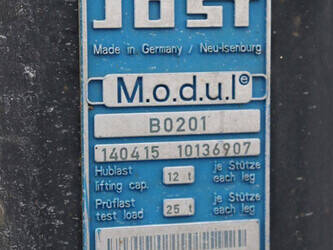 JOST
Made in Germany / Neu-Isenburg
M.o.d.u.l®
B0201
140415 10136907
Hublast 12 t je Stütze
lifting cap. each leg
Prüflast 25 t je Stütze
test load each leg